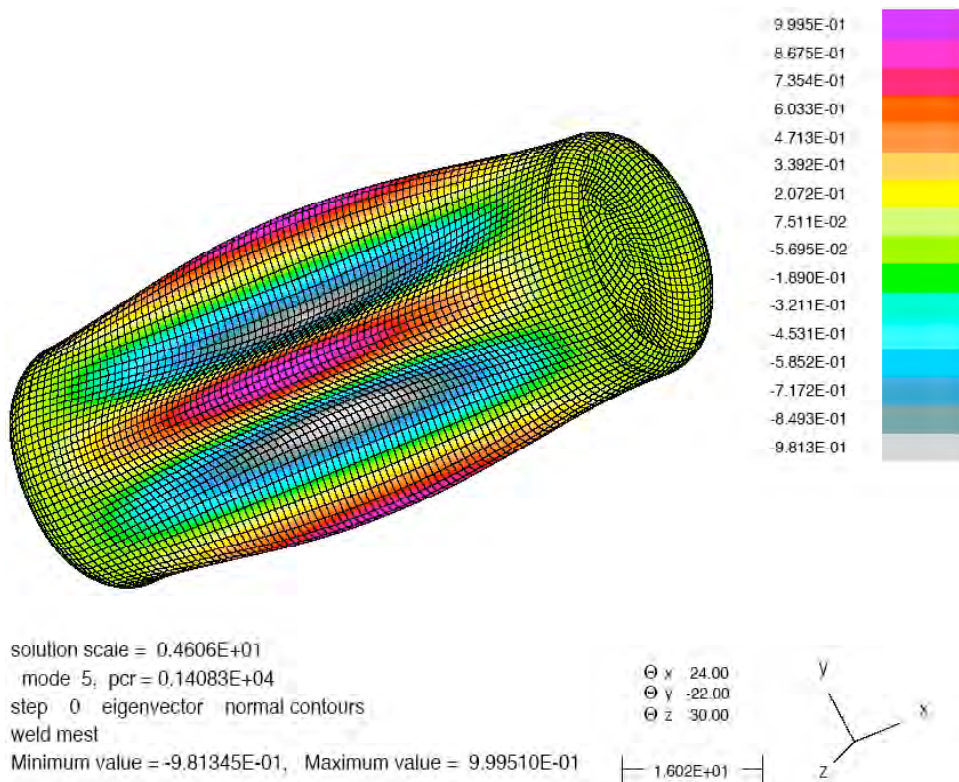 9.995E-01
8.675E-01
7.354E-01
6.033E-01
4.713E-01
3.392E-01
2.072E-01
7.511E-02
-5.695E-02
-1.890E-01
-3.211E-01
-4.531E-01
-5.852E-01
-7.172E-01
-8.493E-01
9.813E-01
solution scale = 0.4606E+01
mode 5, pcr = 0.14083E+04
step 0 eigenvector normal contours
weld mest
Minimum value = -9.81345E-01, Maximum value = 9.99510E-01
Θ x 24.00
Θ y -22.00
Θ z 30.00
1.602E+01
y
x
z